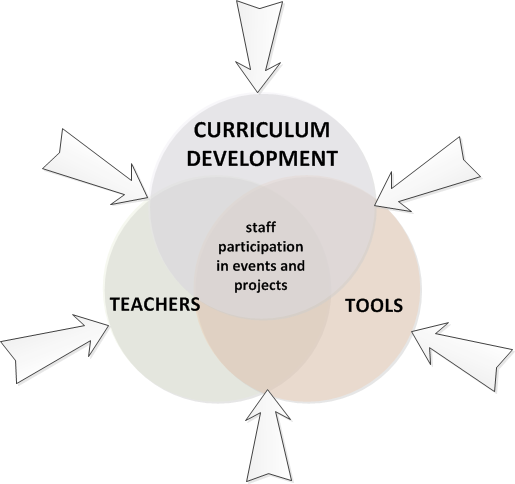 CURRICULUM
DEVELOPMENT
staff
participation
in events and
projects
TEACHERS
TOOLS